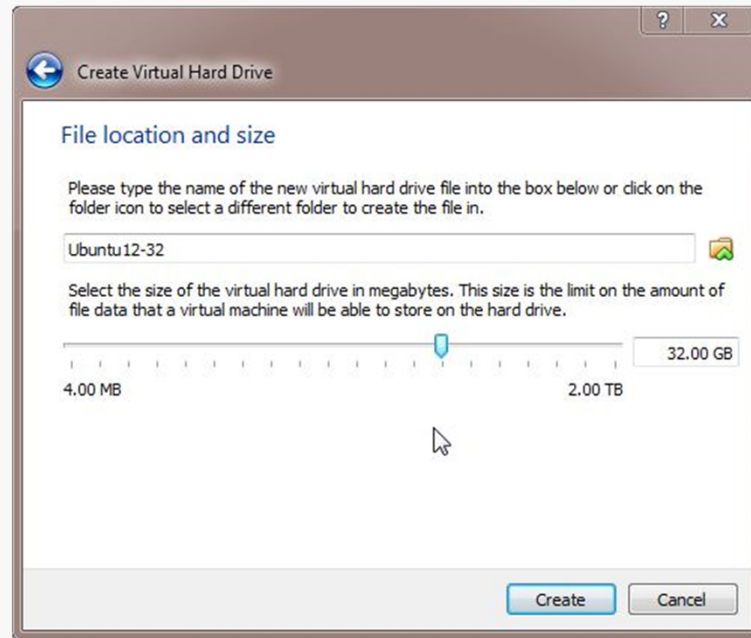 Create Virtual Hard Drive
File location and size
Please type the name of the new virtual hard drive file into the box below or click on the
folder icon to select a different folder to create the file in.
Ubuntu12-32
Select the size of the virtual hard drive in megabytes. This size is the limit on the amount of
file data that a virtual machine will be able to store on the hard drive.
32.00 GB
4.00 MB 2.00 TB
Create Cancel